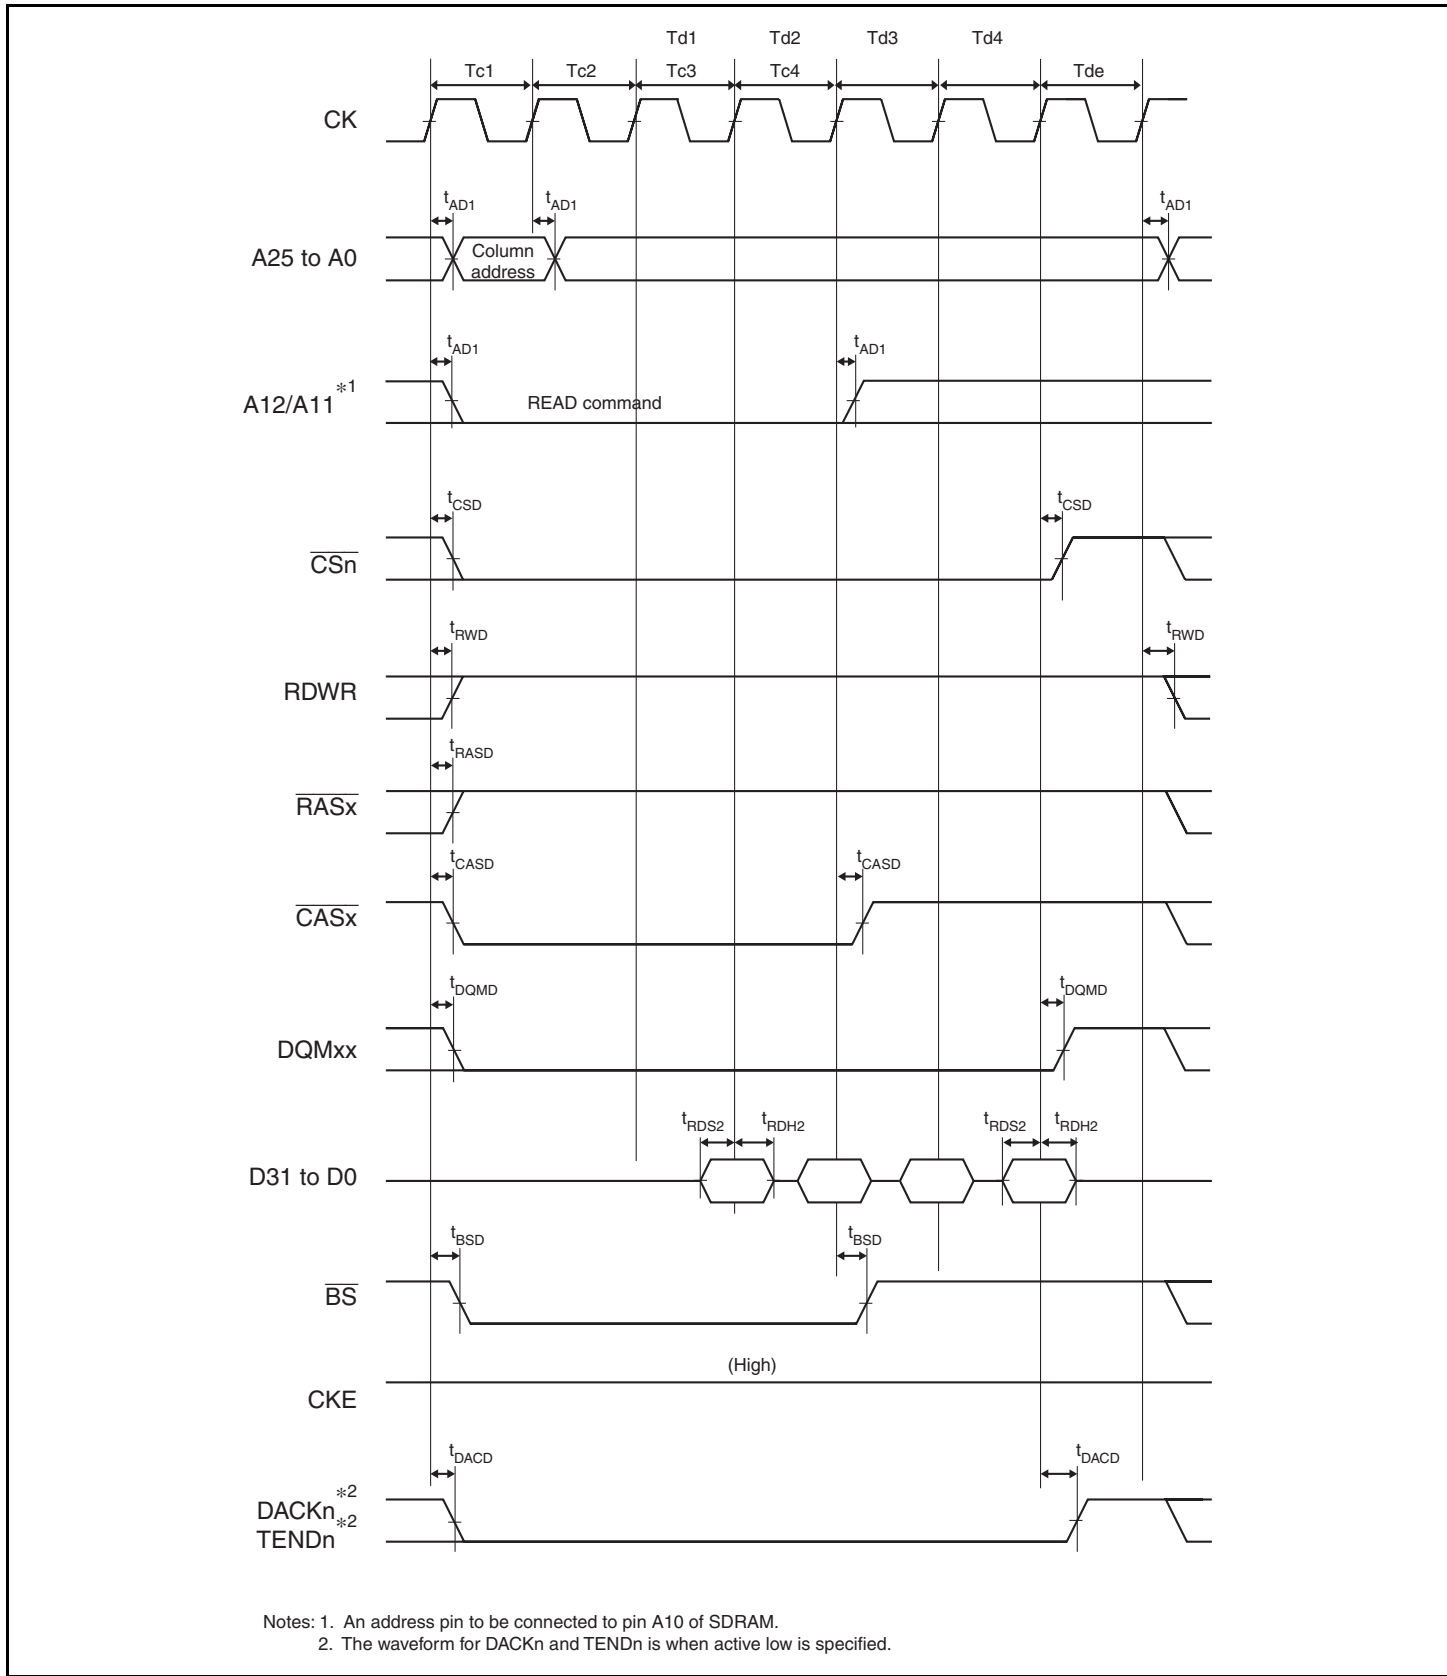 Td1 Td2 Td3 Td4
Tc1 Tc2 Tc3 Tc4 Tde
CK
tAD1 tAD1 tAD1
A25 to A0
Column
address
tAD1 tAD1
A12/A11*1
READ command
tCSD tCSD
CSn
tRWD tRWD
RDWR
tRASD
RASx
tCASD tCASD
CASx
tDQMD tDQMD
DQMxx
tRDS2 tRDH2 tRDS2 tRDH2
D31 to D0
tBSD tBSD
BS
(High)
CKE
tDACD tDACD
DACKn*2
TENDn*2
Notes: 1. An address pin to be connected to pin A10 of SDRAM.
2. The waveform for DACKn and TENDn is when active low is specified.